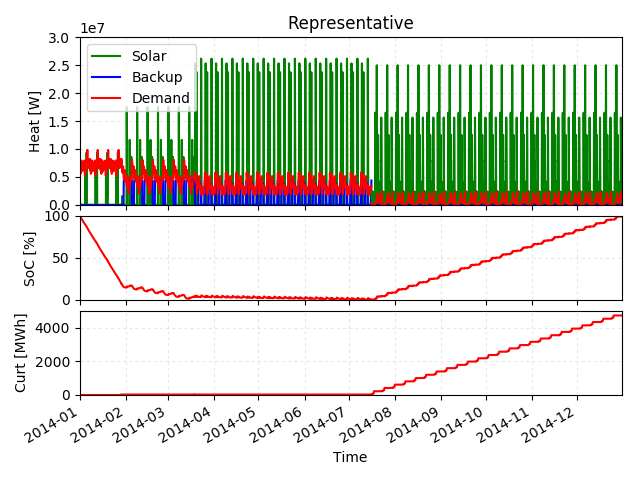 Representative
1e7
3.0
2.5
2.0
1.5
1.0
0.5
0.0
Heat [W]
Solar
Backup
Demand
100
50
0
SoC [%]
4000
2000
0
Curt [MWh]
2014-01
2014-02
2014-03
2014-04
2014-05
2014-06
2014-07
2014-08
2014-09
2014-10
2014-11
2014-12
Time